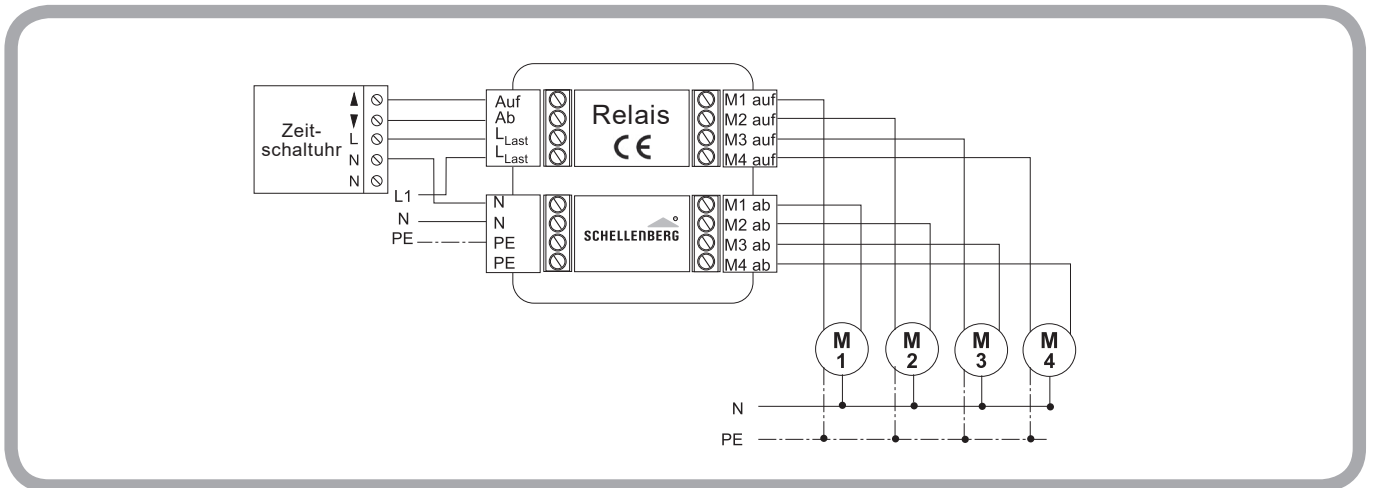 Zeit-
schaltuhr
L
N
N
L1
N
PE
Auf
Ab
LLast
LLast
N
N
PE
PE
Relais
CE
SCHELLENBERG
M1 auf
M2 auf
M3 auf
M4 auf
M1 ab
M2 ab
M3 ab
M4 ab
M
1
M
2
M
3
M
4
N
PE